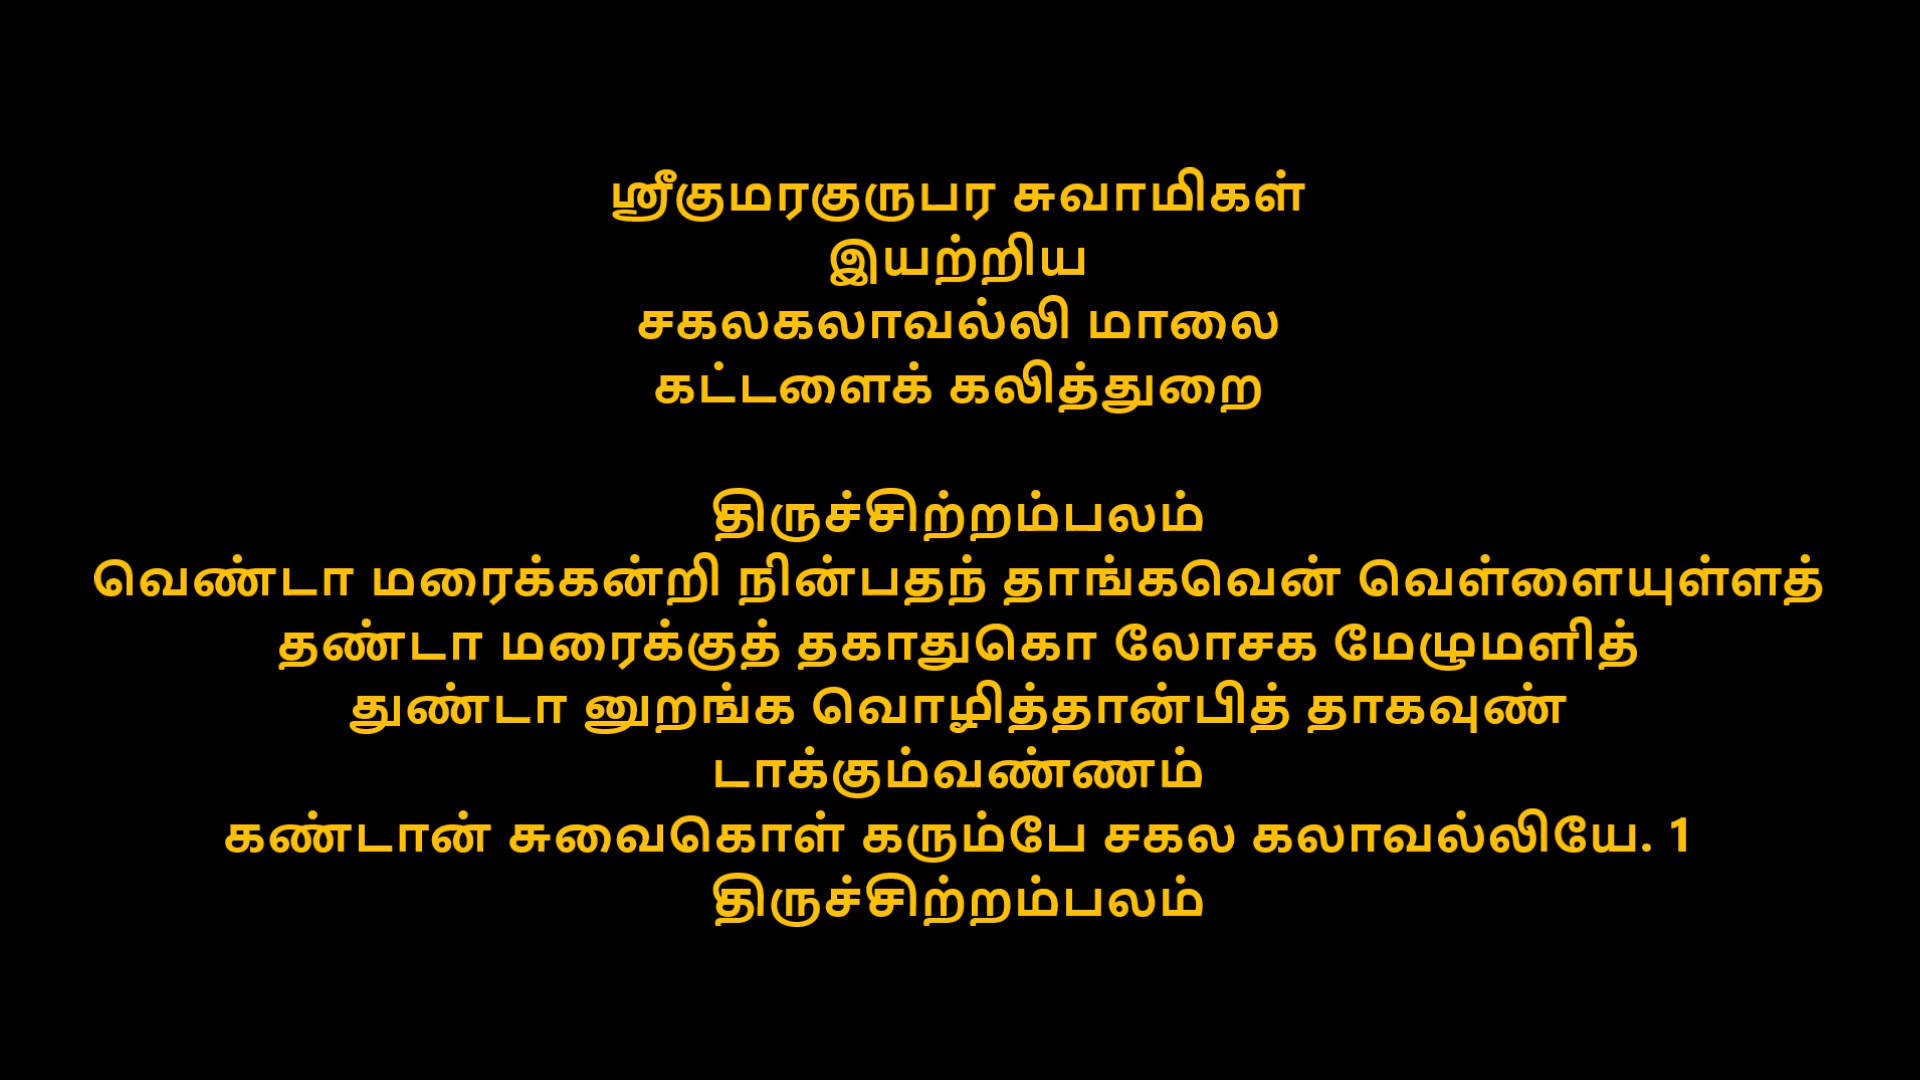 ஸ்ரீகுமரகுருபர சுவாமிகள்
இயற்றிய
சகலகலாவல்லி மாலை
கட்டளைக் கலித்துறை
திருச்சிற்றம்பலம்
வெண்டா மரைக்கன்றி நின்பதந் தாங்கவென் வெள்ளையுள்ளத்
தண்டா மரைக்குத் தகாதுகொ லோசக மேழுமளித்
துண்டா னுறங்க வொழித்தான்பித் தாகவுண்
டாக்கும்வண்ணம்
கண்டான் சுவைகொள் கரும்பே சகல கலாவல்லியே. 1
திருச்சிற்றம்பலம்